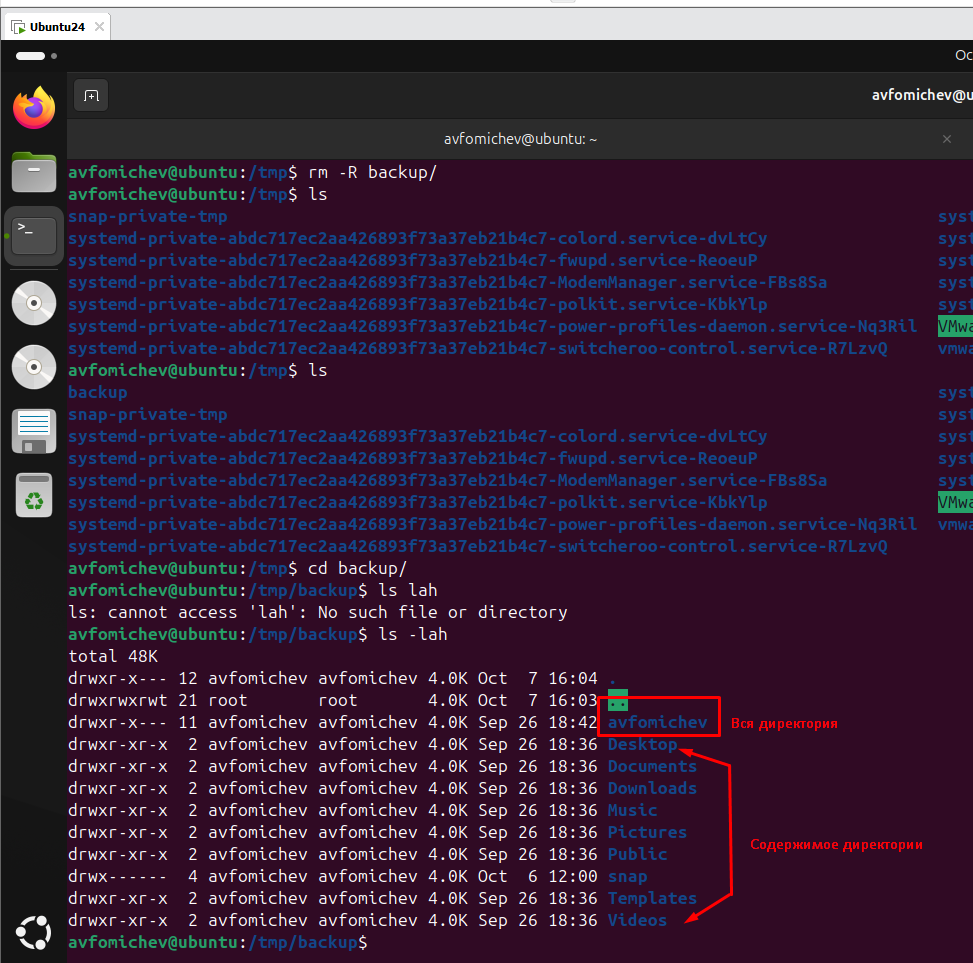 Ubuntu24
Oc
avfomichev@u
avfomichev@ubuntu: ~
avfomichev@ubuntu:/tmp$ rm -R backup/
avfomichev@ubuntu:/tmp$ ls
snap-private-tmp syst
systemd-private-abdc717ec2aa426893f73a37eb21b4c7-colord.service-dvLtCy syst
systemd-private-abdc717ec2aa426893f73a37eb21b4c7-fwupd.service-ReoeuP syst
systemd-private-abdc717ec2aa426893f73a37eb21b4c7-ModemManager.service-FBs8Sa syst
systemd-private-abdc717ec2aa426893f73a37eb21b4c7-polkit.service-KbkYlp syst
systemd-private-abdc717ec2aa426893f73a37eb21b4c7-power-profiles-daemon.service-Nq3Ril VMwa
systemd-private-abdc717ec2aa426893f73a37eb21b4c7-switcheroo-control.service-R7LzvQ vmwa
avfomichev@ubuntu:/tmp$ ls
backup syst
snap-private-tmp syst
systemd-private-abdc717ec2aa426893f73a37eb21b4c7-colord.service-dvLtCy syst
systemd-private-abdc717ec2aa426893f73a37eb21b4c7-fwupd.service-ReoeuP syst
systemd-private-abdc717ec2aa426893f73a37eb21b4c7-ModemManager.service-FBs8Sa syst
systemd-private-abdc717ec2aa426893f73a37eb21b4c7-polkit.service-KbkYlp VMwa
systemd-private-abdc717ec2aa426893f73a37eb21b4c7-power-profiles-daemon.service-Nq3Ril vmwa
systemd-private-abdc717ec2aa426893f73a37eb21b4c7-switcheroo-control.service-R7LzvQ
avfomichev@ubuntu:/tmp$ cd backup/
avfomichev@ubuntu:/tmp/backup$ ls lah
ls: cannot access 'lah': No such file or directory
avfomichev@ubuntu:/tmp/backup$ ls -lah
total 48K
drwxr-x--- 12 avfomichev avfomichev 4.0K Oct  7 16:04 .
drwxrwxrwt 21 root       root       4.0K Oct  7 16:03 ..
drwxr-x--- 11 avfomichev avfomichev 4.0K Sep 26 18:42 avfomichev Вся директория
drwxr-xr-x  2 avfomichev avfomichev 4.0K Sep 26 18:36 Desktop
drwxr-xr-x  2 avfomichev avfomichev 4.0K Sep 26 18:36 Documents
drwxr-xr-x  2 avfomichev avfomichev 4.0K Sep 26 18:36 Downloads
drwxr-xr-x  2 avfomichev avfomichev 4.0K Sep 26 18:36 Music
drwxr-xr-x  2 avfomichev avfomichev 4.0K Sep 26 18:36 Pictures
Содержимое директории
drwxr-xr-x  2 avfomichev avfomichev 4.0K Sep 26 18:36 Public
drwx------  4 avfomichev avfomichev 4.0K Oct  6 12:00 snap
drwxr-xr-x  2 avfomichev avfomichev 4.0K Sep 26 18:36 Templates
drwxr-xr-x  2 avfomichev avfomichev 4.0K Sep 26 18:36 Videos
avfomichev@ubuntu:/tmp/backup$